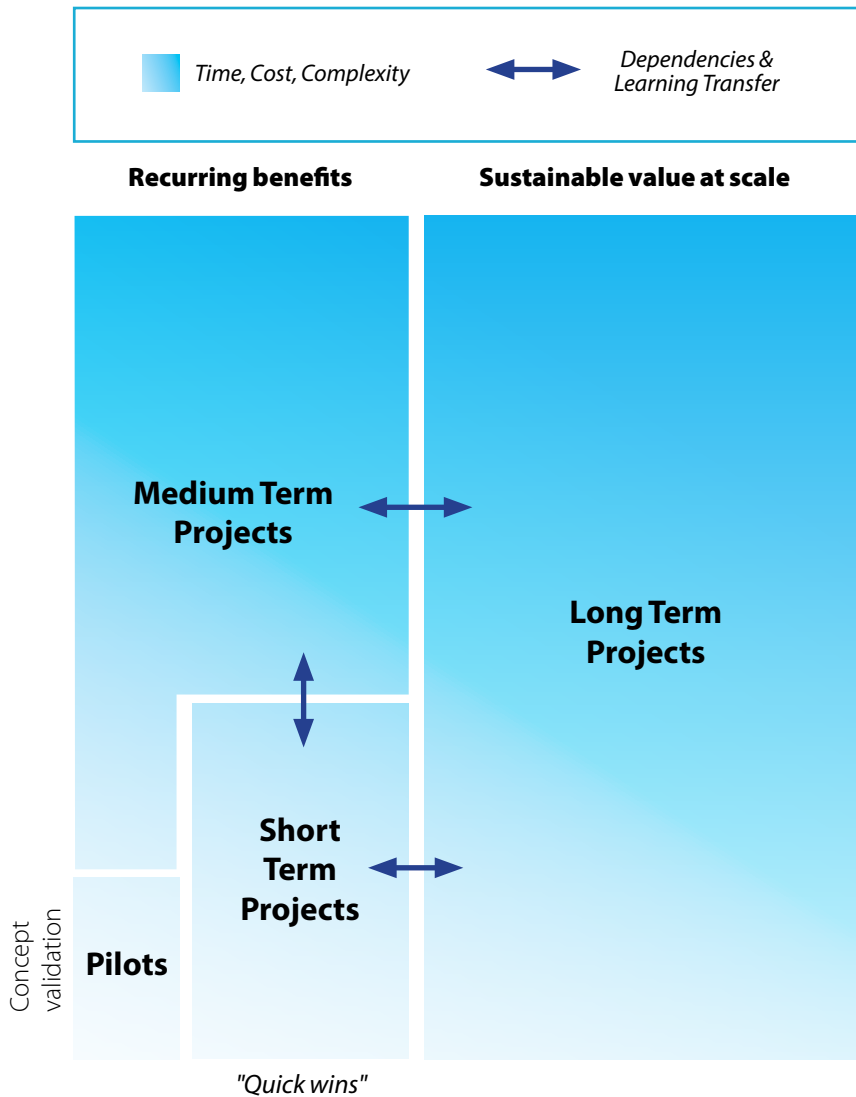 Time, Cost, Complexity
Dependencies &
Learning Transfer
Recurring benefits
Sustainable value at scale
Medium Term
Projects
Long Term
Projects
Short
Term
Projects
Concept
validation
Pilots
"Quick wins"